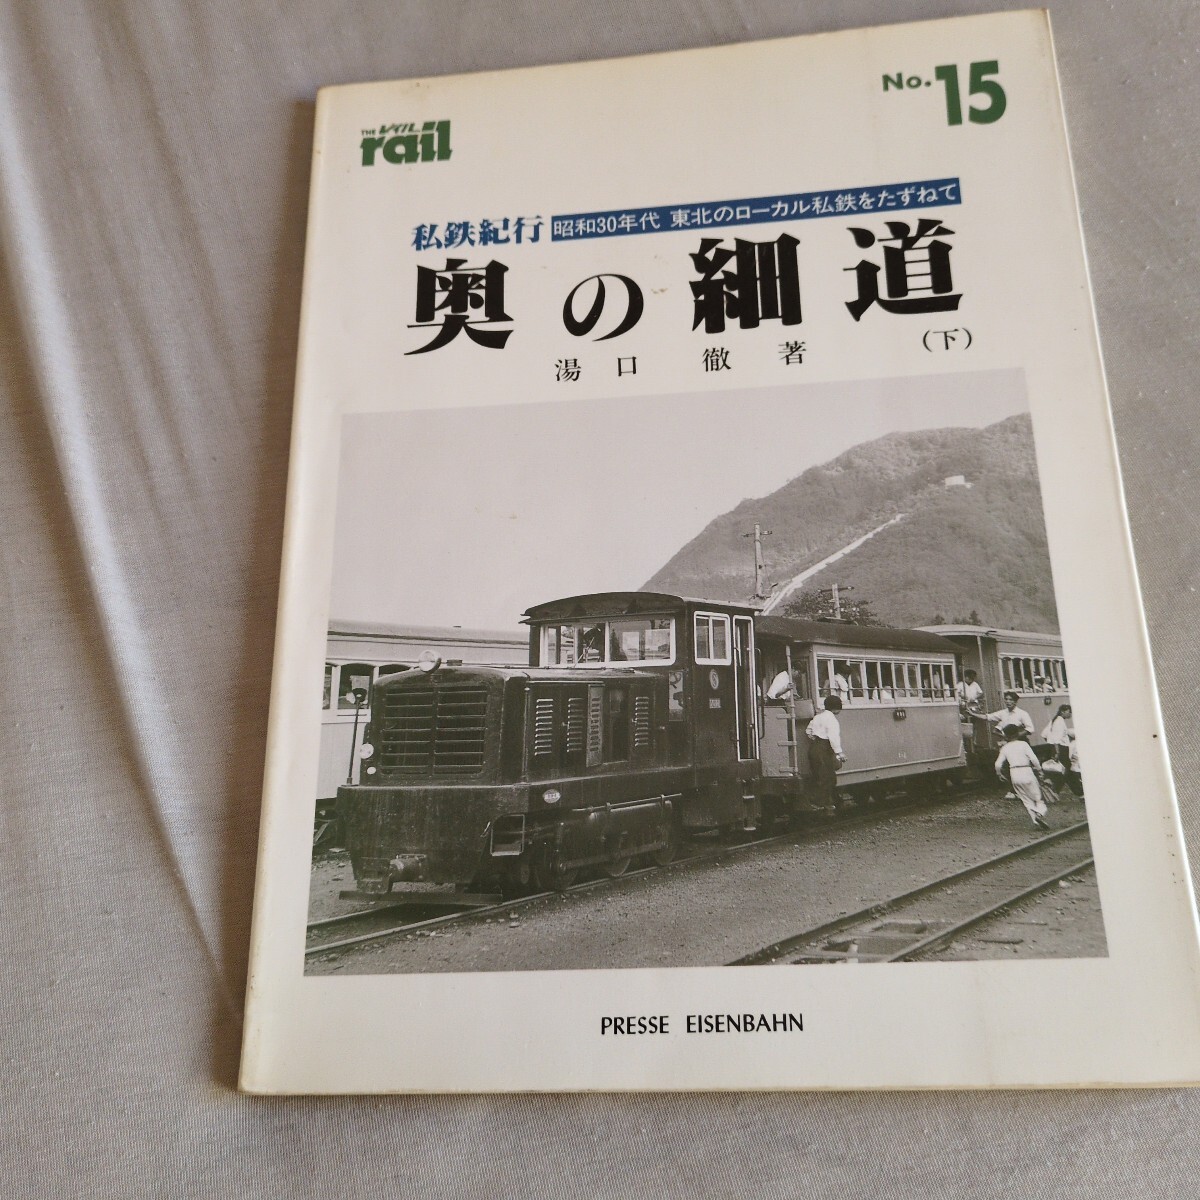 THE レイル
rail
No.15
私鉄紀行 昭和30年代 東北のローカル私鉄をたずねて
奥の細道
湯口 徹 著 (下)
PRESSE EISENBAHN